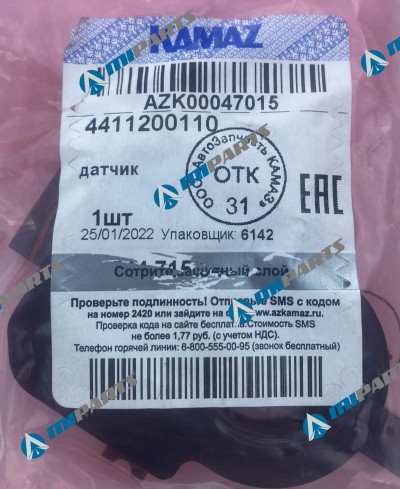 KAMAZ
AZK00047015
4411200110
датчик
ООО «АвтоЗапчасть КАМАЗ»
ОТК
31
ЕАС
1шт
25/01/2022 Упаковщик: 6142
Сотрите защитный слой
Проверьте подлинность! Отправьте SMS с кодом
на номер 2420 или зайдите на сайт www.azkamaz.ru.
Проверка кода на сайте бесплатна. Стоимость SMS
не более 1,77 руб. (с учетом НДС).
Телефон горячей линии: 8-800-555-00-95 (звонок бесплатный)
4411200110